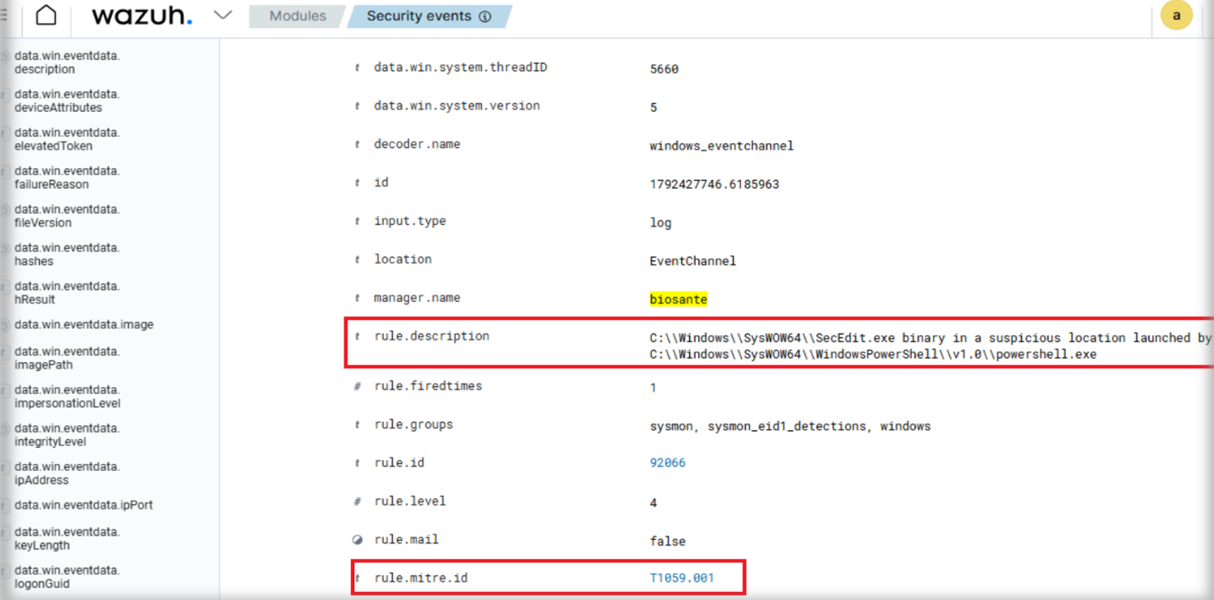 wazuh.
Modules
Security events
a
data.win.eventdata.
description
data.win.eventdata.
deviceAttributes
data.win.eventdata.
elevatedToken
data.win.eventdata.
failureReason
data.win.eventdata.
fileVersion
data.win.eventdata.
hashes
data.win.eventdata.
hResult
data.win.eventdata.image
data.win.eventdata.
imagePath
data.win.eventdata.
impersonationLevel
data.win.eventdata.
integrityLevel
data.win.eventdata.
ipAddress
data.win.eventdata.ipPort
data.win.eventdata.
keyLength
data.win.eventdata.
logonGuid
t data.win.system.threadID 5660
t data.win.system.version 5
t decoder.name windows_eventchannel
t id 1792427746.6185963
t input.type log
t location EventChannel
t manager.name biosante
t rule.description C:\\Windows\\SysWOW64\\SecEdit.exe binary in a suspicious location launched by
C:\\Windows\\SysWOW64\\WindowsPowerShell\\v1.0\\powershell.exe
# rule.firedtimes 1
t rule.groups sysmon, sysmon_eid1_detections, windows
t rule.id 92066
# rule.level 4
rule.mail false
t rule.mitre.id T1059.001